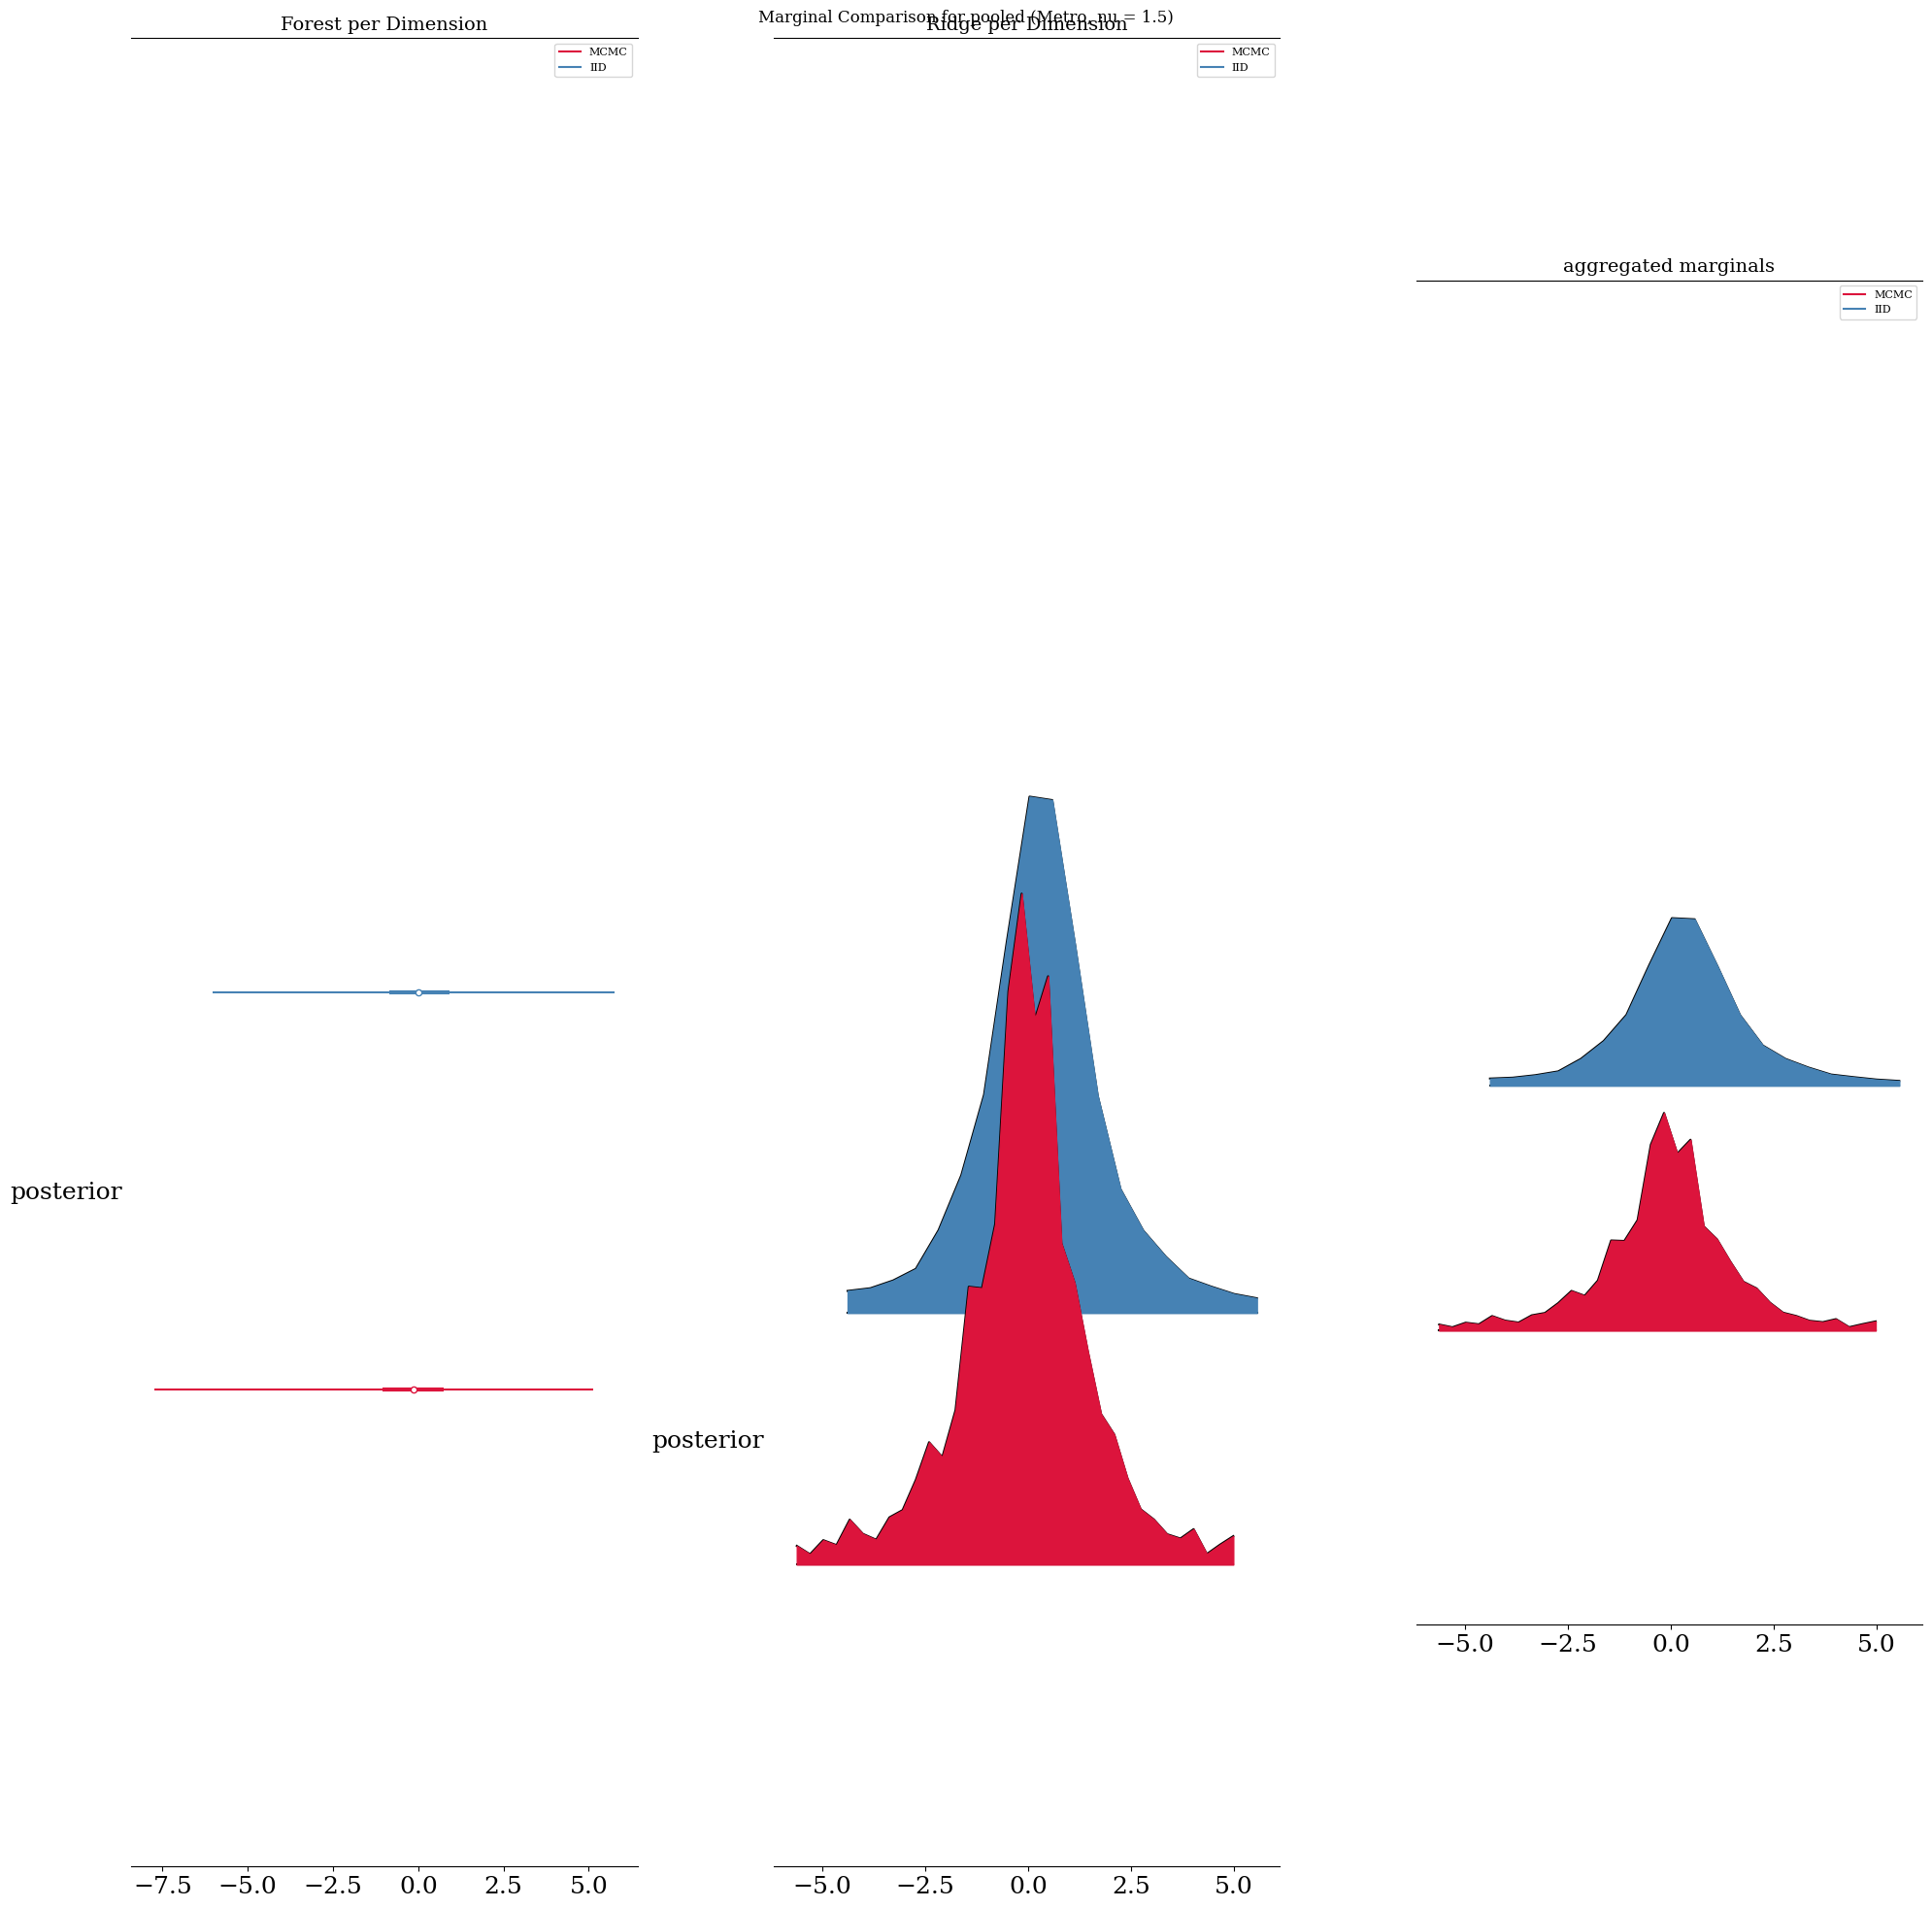 Marginal Comparison for pooled (Metro, nu = 1.5)
Forest per Dimension
MCMC
IID
posterior
−7.5 −5.0 −2.5 0.0 2.5 5.0
Ridge per Dimension
MCMC
IID
posterior
−5.0 −2.5 0.0 2.5 5.0
aggregated marginals
MCMC
IID
−5.0 −2.5 0.0 2.5 5.0